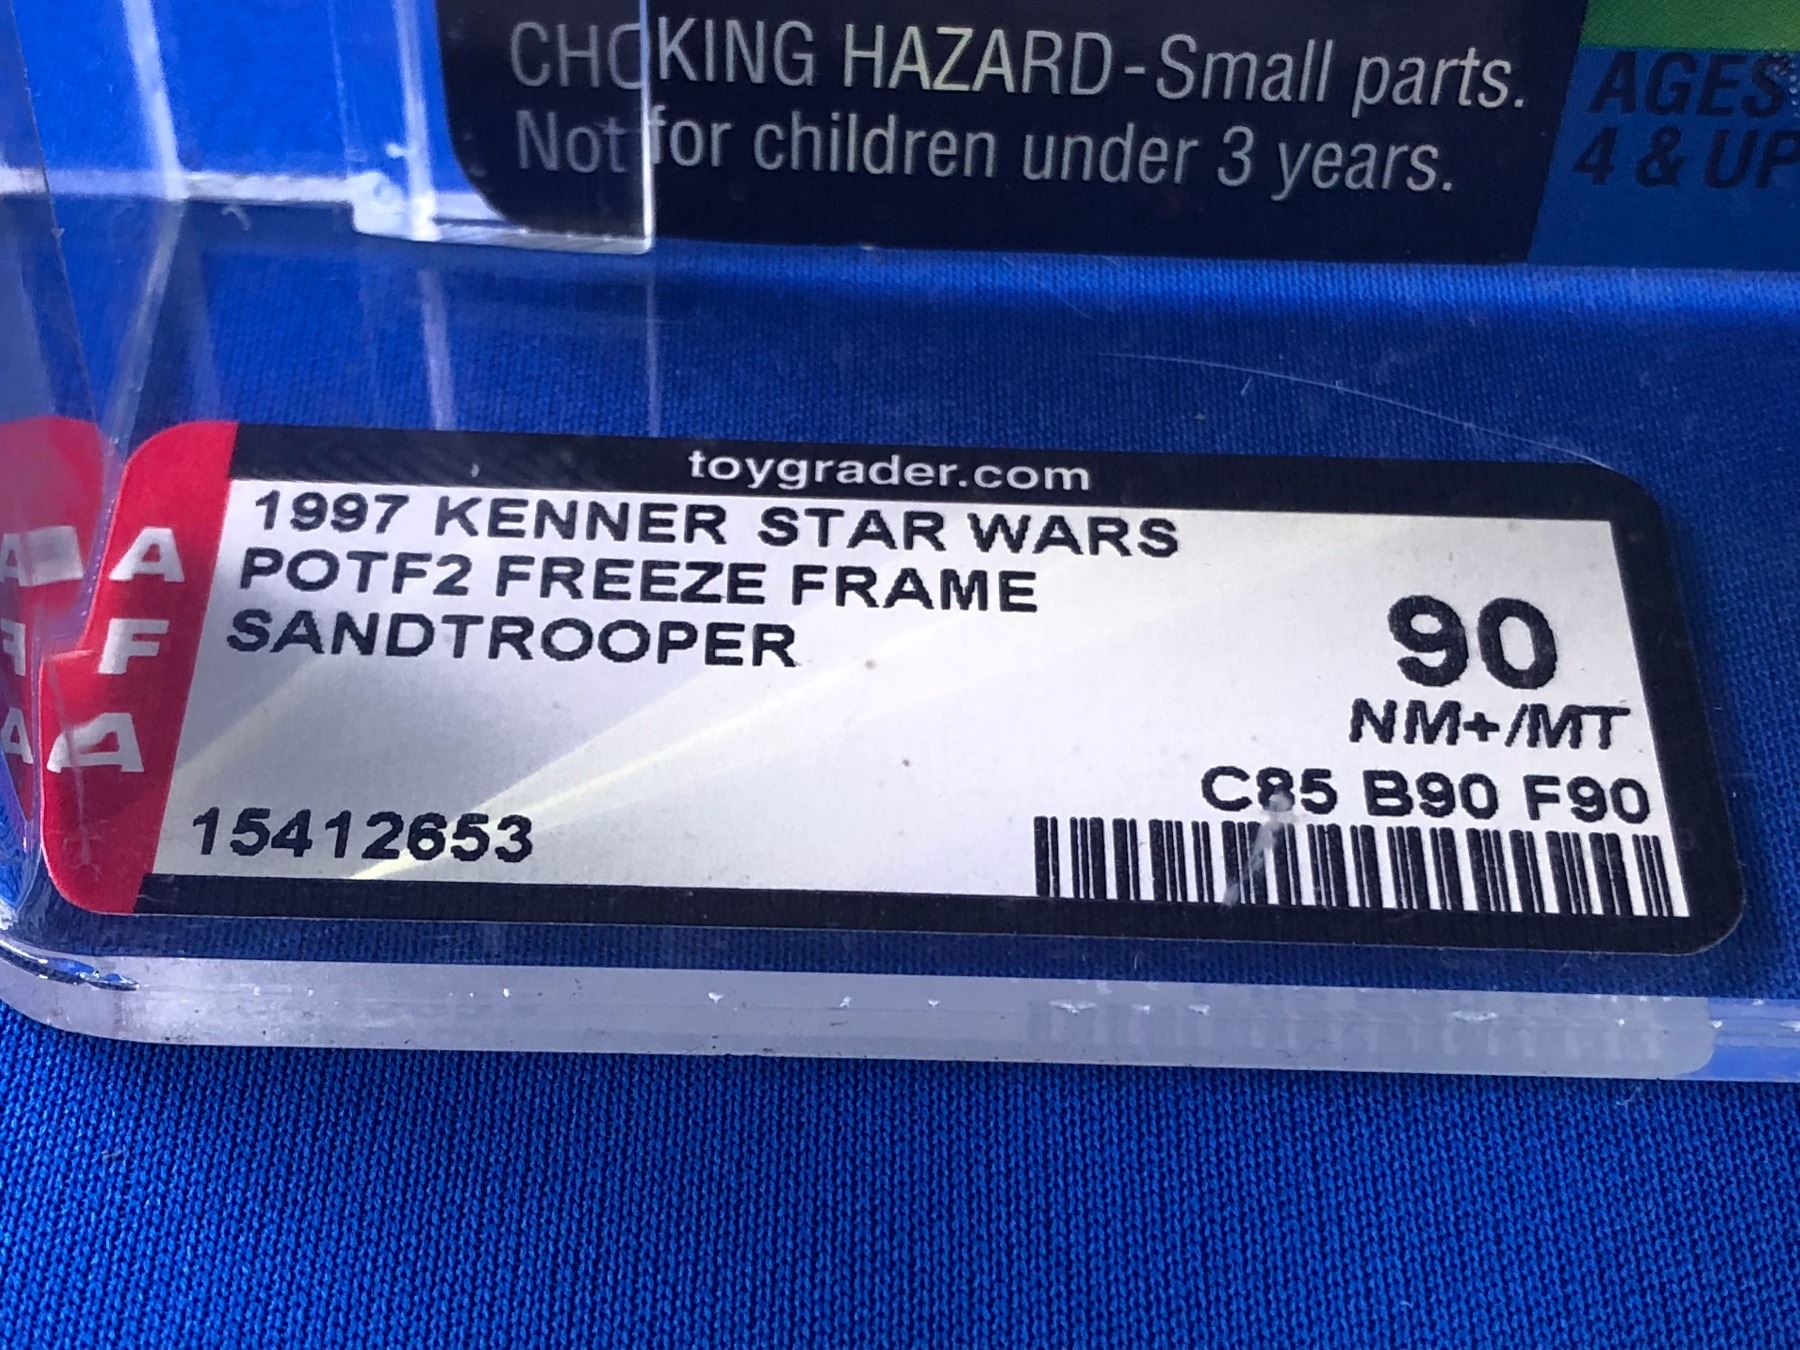 CHOKING HAZARD-Small parts.
Not for children under 3 years.
AGES
4 & UP
toygrader.com
AFA
1997 KENNER STAR WARS
POTF2 FREEZE FRAME
SANDTROOPER
90
NM+/MT
C85 B90 F90
15412653